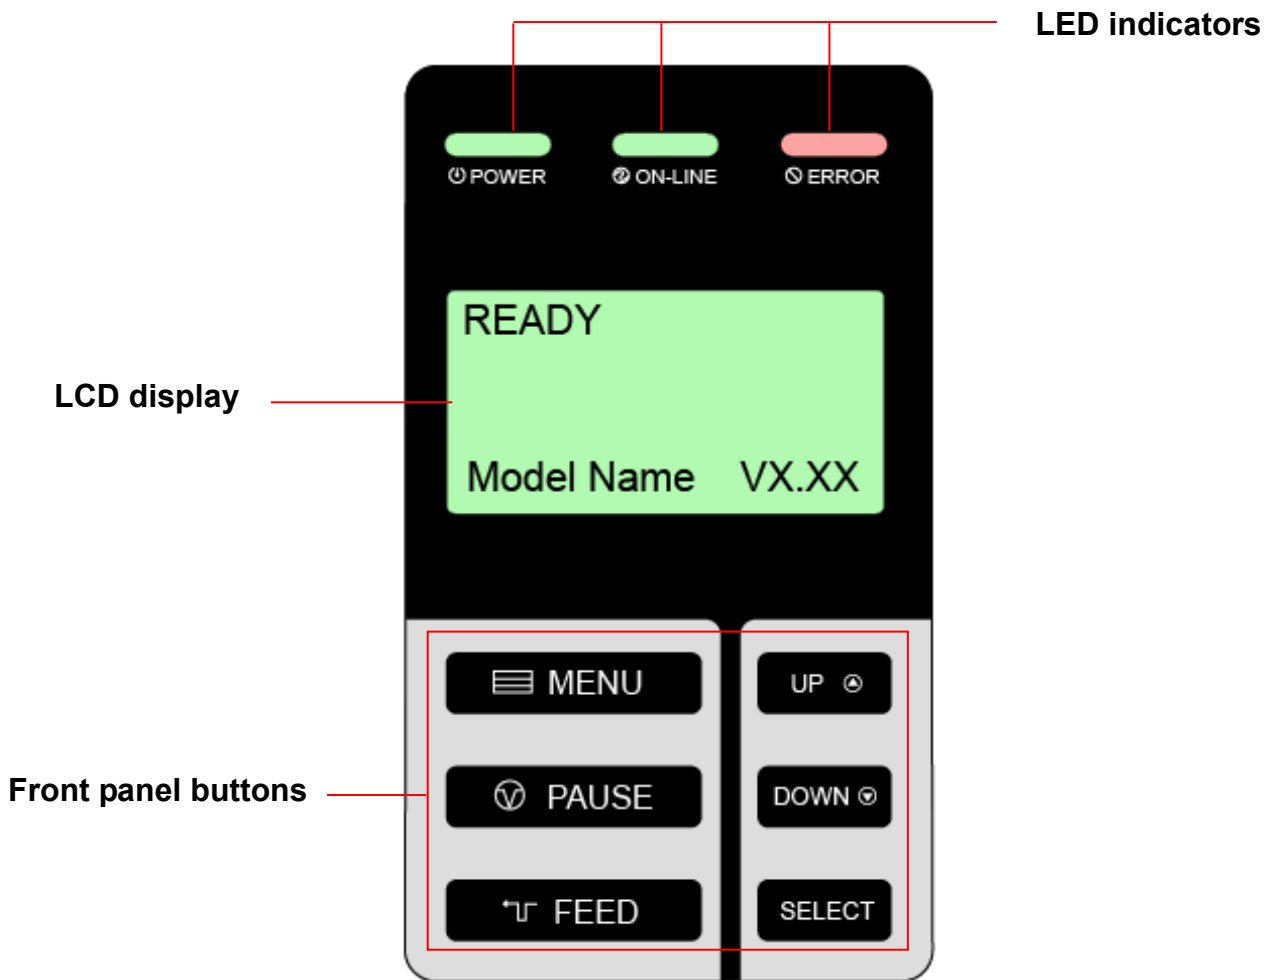 LED indicators
POWER ON-LINE ERROR
READY
LCD display
Model Name VX.XX
MENU UP
Front panel buttons
PAUSE DOWN
FEED SELECT